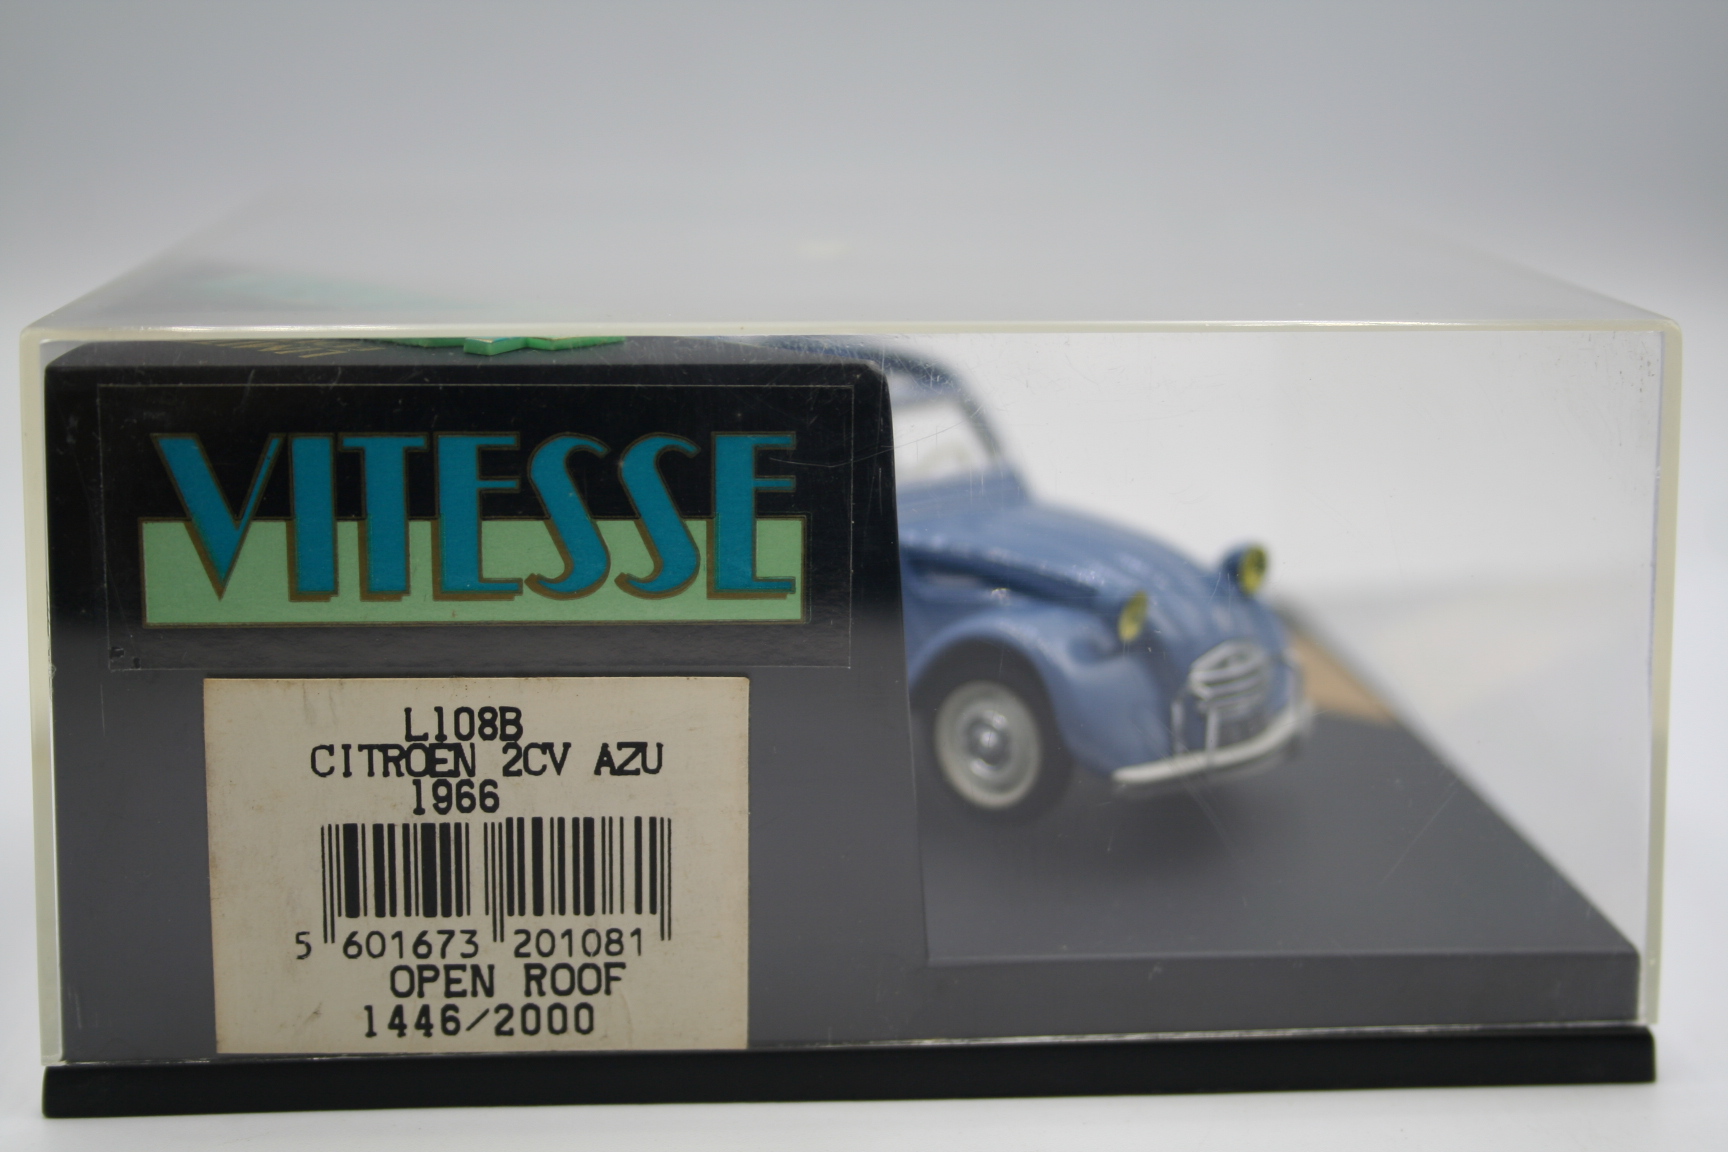 VITESSE
L108B
CITROEN 2CV AZU
1966
5 601673 201081
OPEN ROOF
1446/2000